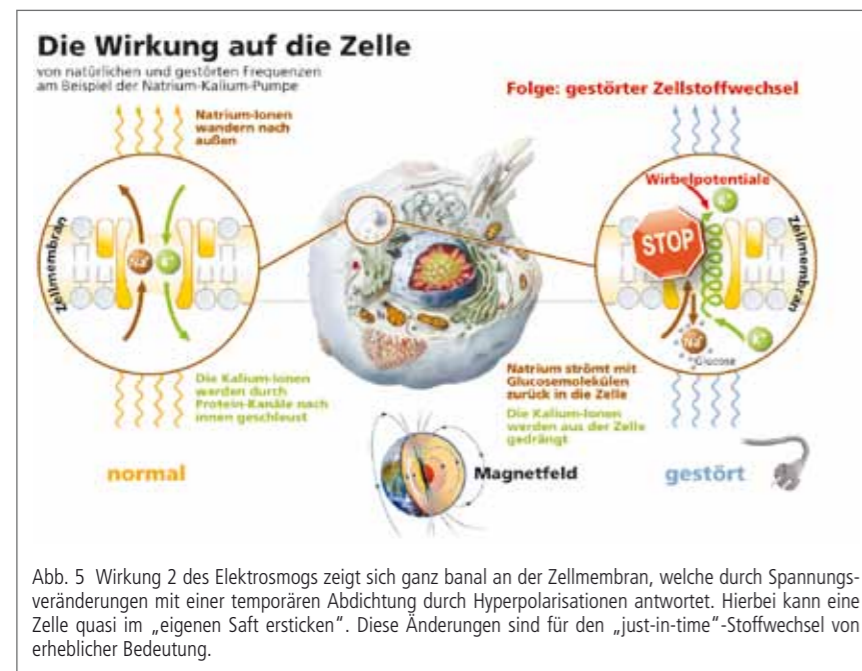 Die Wirkung auf die Zelle
von natürlichen und gestörten Frequenzen
am Beispiel der Natrium-Kalium-Pumpe
Natrium-Ionen
wandern nach
außen
Folge: gestörter Zellstoffwechsel
Wirbelpotentiale
Zellmembran
Na⁺
K⁺
STOP
K⁺
Zellmembran
Na⁺
K⁺
Glucose
Die Kalium-Ionen
werden durch
Protein-Kanäle nach
innen geschleust
Natrium strömt mit
Glucosemolekülen
zurück in die Zelle
Die Kalium-Ionen
werden aus der Zelle
gedrängt
normal
Magnetfeld
gestört
Abb. 5 Wirkung 2 des Elektrosmogs zeigt sich ganz banal an der Zellmembran, welche durch Spannungs-
veränderungen mit einer temporären Abdichtung durch Hyperpolarisationen antwortet. Hierbei kann eine
Zelle quasi im „eigenen Saft ersticken“. Diese Änderungen sind für den „just-in-time“-Stoffwechsel von
erheblicher Bedeutung.